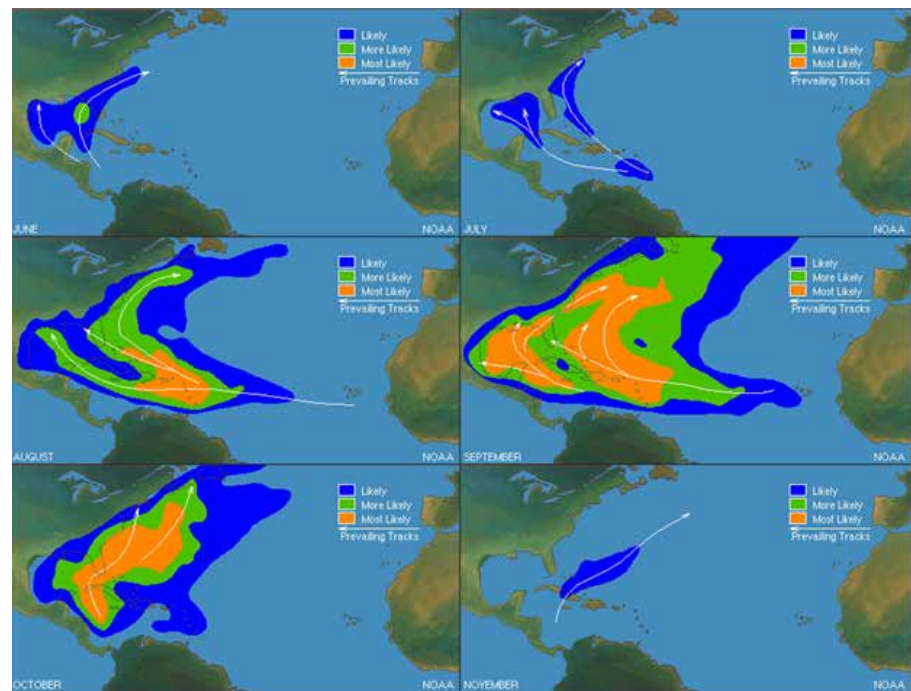 Likely
More Likely
Most Likely
Prevailing Tracks
JUNE
NOAA
Likely
More Likely
Most Likely
Prevailing Tracks
JULY
NOAA
Likely
More Likely
Most Likely
Prevailing Tracks
AUGUST
NOAA
Likely
More Likely
Most Likely
Prevailing Tracks
SEPTEMBER
NOAA
Likely
More Likely
Most Likely
Prevailing Tracks
OCTOBER
NOAA
Likely
More Likely
Most Likely
Prevailing Tracks
NOVEMBER
NOAA